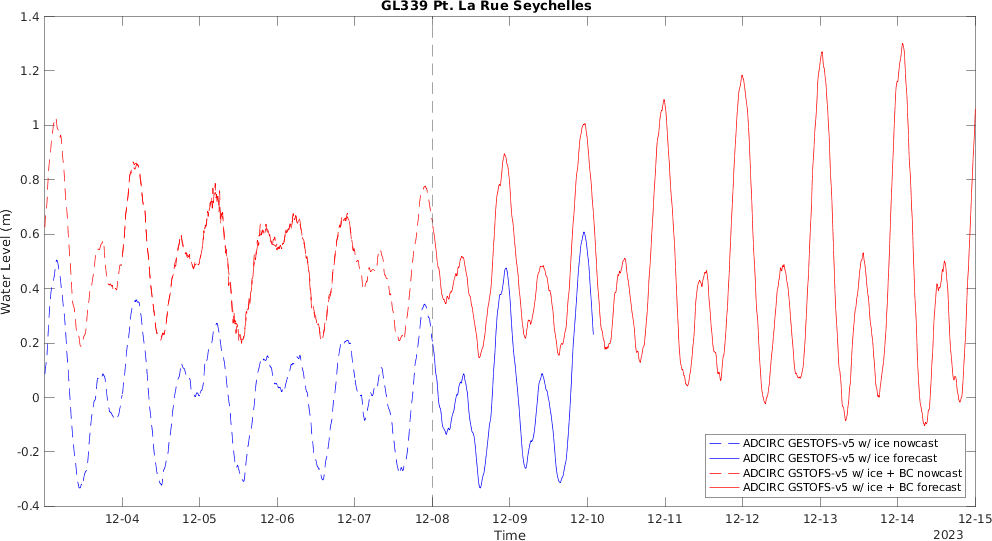 GL339 Pt. La Rue Seychelles
1.4
1.2
1
0.8
0.6
0.4
0.2
0
-0.2
-0.4
Water Level (m)
12-04 12-05 12-06 12-07 12-08 12-09 12-10 12-11 12-12 12-13 12-14 12-15
Time
2023
ADCIRC GESTOFS-v5 w/ ice nowcast
ADCIRC GESTOFS-v5 w/ ice forecast
ADCIRC GSTOFS-v5 w/ ice + BC nowcast
ADCIRC GSTOFS-v5 w/ ice + BC forecast